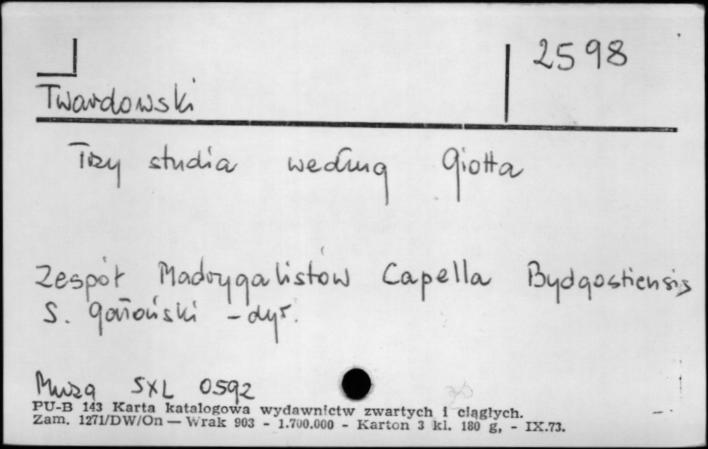 2598
Twardowski
Trzy studia według Giotta
Zespół Madrygalistów Capella Bydgostiensis
S. Gałoński - dyr.
Muza SXL 0592
PU-B 143 Karta katalogowa wydawnictw zwartych i ciągłych.
Zam. 1271/DW/On — Wrak 903 - 1.700.000 - Karton 3 kl. 180 g, - IX.73.